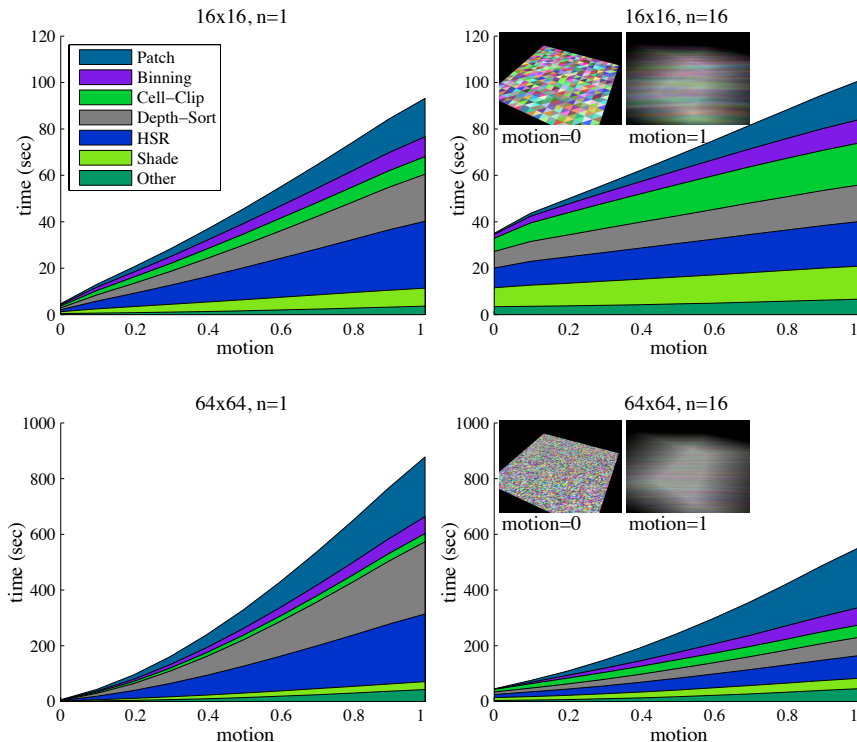 16x16, n=1
120
100
80
60
40
20
0
time (sec)
Patch
Binning
Cell−Clip
Depth−Sort
HSR
Shade
Other
0 0.2 0.4 0.6 0.8 1
motion
16x16, n=16
120
100
80
60
40
20
0
motion=0 motion=1
0 0.2 0.4 0.6 0.8 1
motion
64x64, n=1
1000
800
600
400
200
0
time (sec)
0 0.2 0.4 0.6 0.8 1
motion
64x64, n=16
1000
800
600
400
200
0
motion=0 motion=1
0 0.2 0.4 0.6 0.8 1
motion